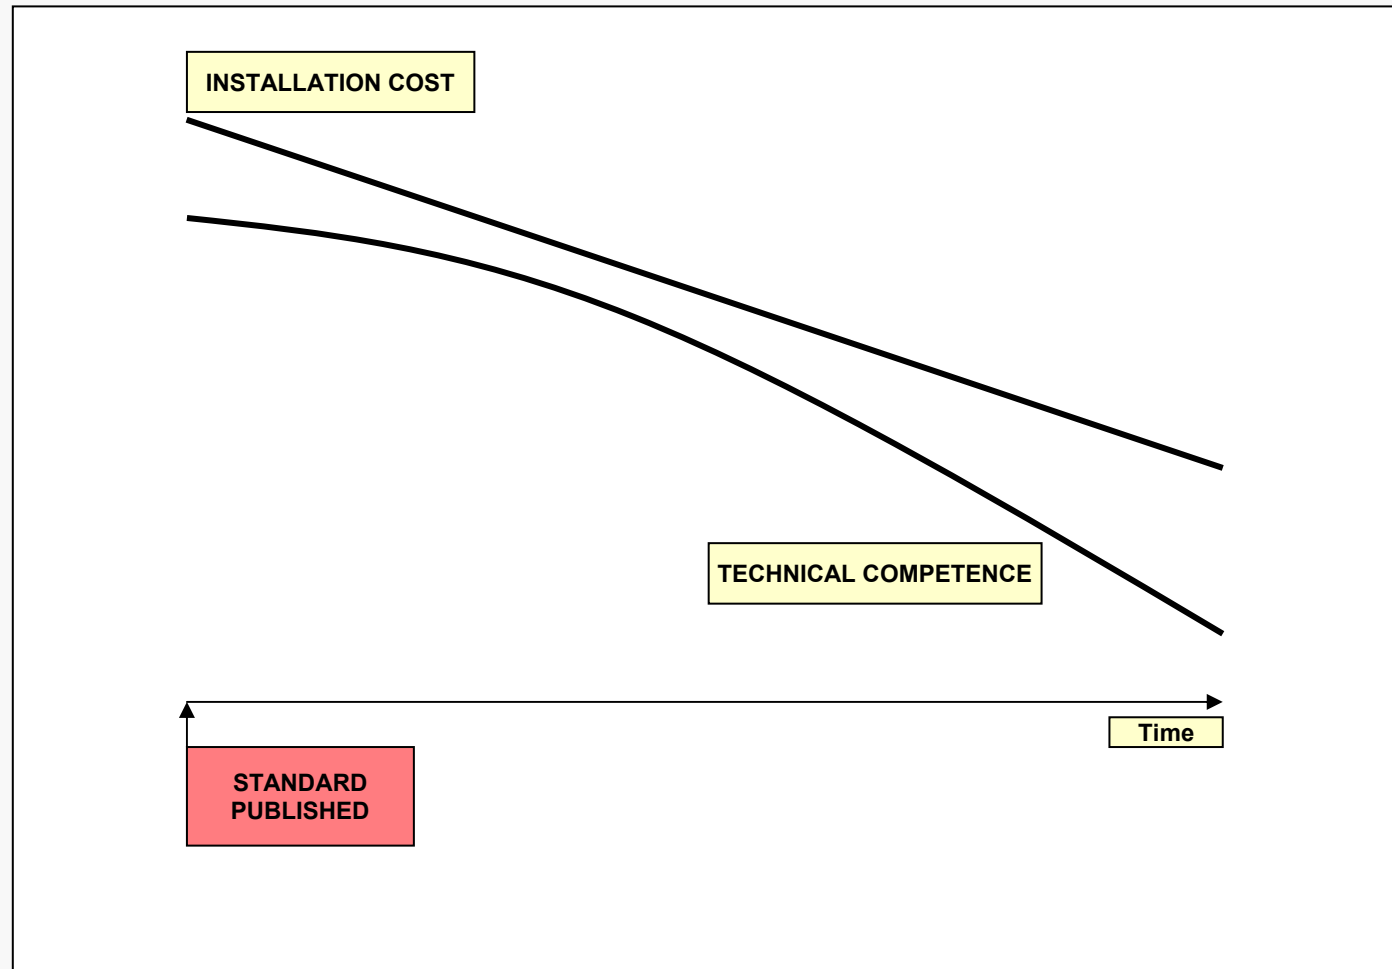 INSTALLATION COST
TECHNICAL COMPETENCE
Time
STANDARD
PUBLISHED